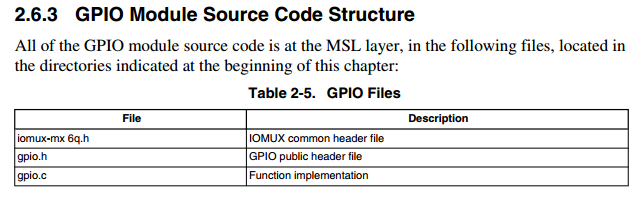 2.6.3 GPIO Module Source Code Structure
All of the GPIO module source code is at the MSL layer, in the following files, located in
the directories indicated at the beginning of this chapter:
Table 2-5. GPIO Files
File Description
iomux-mx 6q.h IOMUX common header file
gpio.h GPIO public header file
gpio.c Function implementation